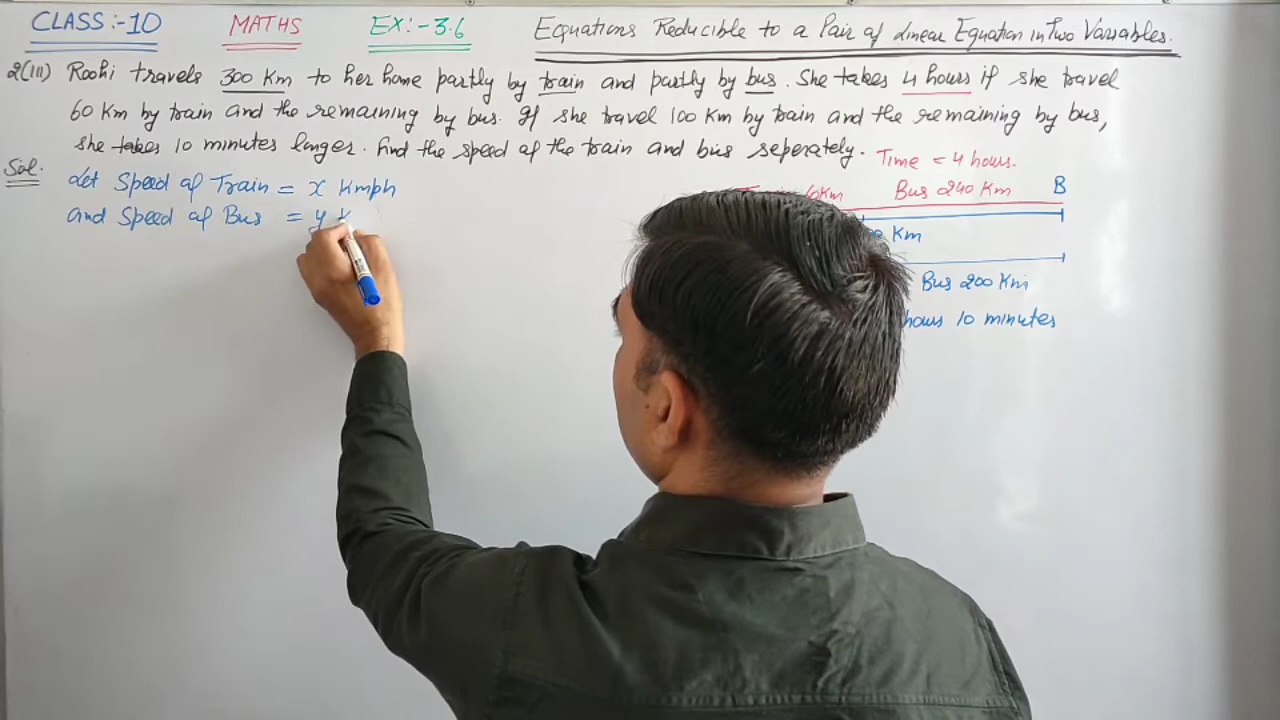 CLASS:-10 MATHS EX:-3.6 Equations Reducible to a Pair of Linear Equation in Two Variables.
2(III) Roohi travels 300 Km to her home partly by train and partly by bus. She takes 4 hours if she travel
60 Km by train and the remaining by bus. If she travel 100 Km by train and the remaining by bus,
she takes 10 minutes longer. Find the speed of the train and bus seperately.
Time = 4 hours.
Sol.
Let Speed of Train = x Kmph
Bus 240 Km B
and Speed of Bus = y K
Km
Bus 200 Km
hours 10 minutes